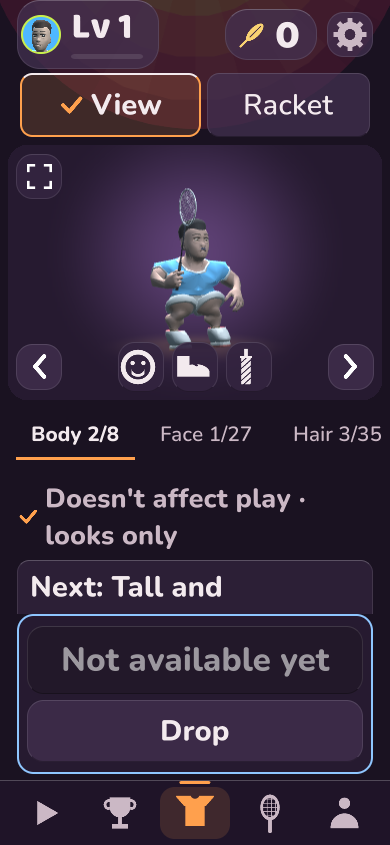 Lv 1
0
View
Racket
Body 2/8
Face 1/27
Hair 3/35
Doesn't affect play ·
looks only
Next: Tall and
Not available yet
Drop